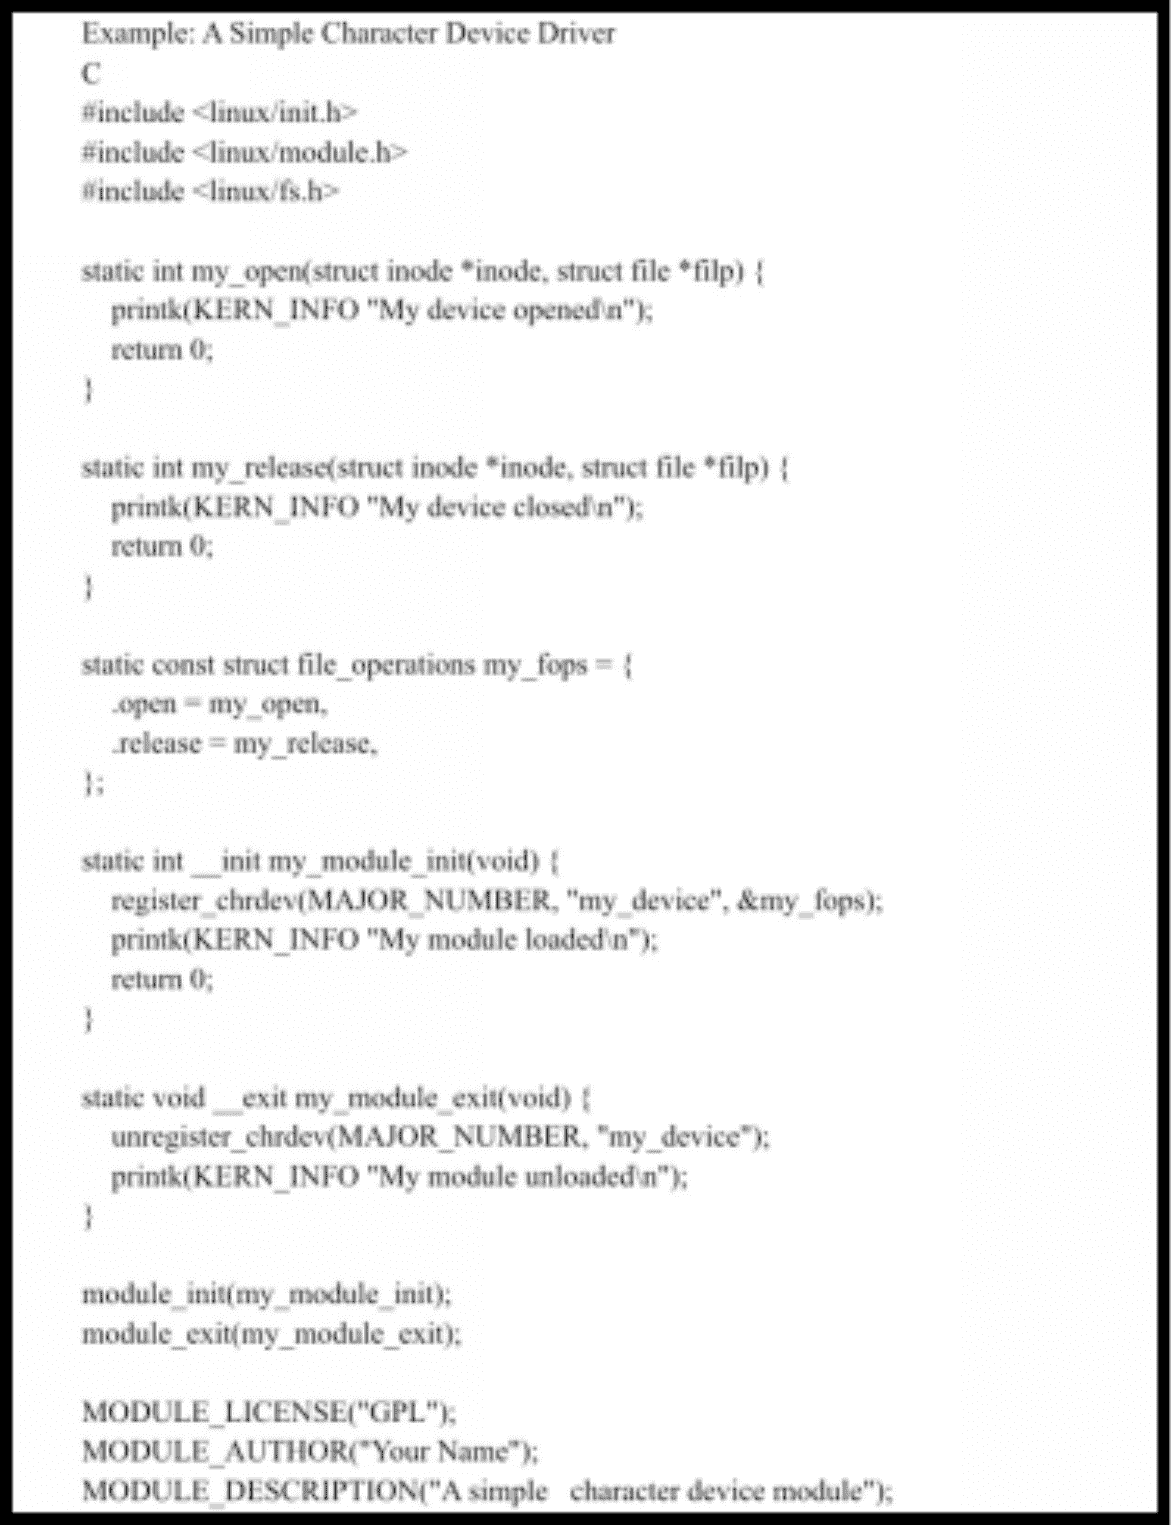 Example: A Simple Character Device Driver
C
#include <linux/init.h>
#include <linux/module.h>
#include <linux/fs.h>
static int my_open(struct inode *inode, struct file *filp) {
printk(KERN_INFO "My device opened\n");
return 0;
}
static int my_release(struct inode *inode, struct file *filp) {
printk(KERN_INFO "My device closed\n");
return 0;
}
static const struct file_operations my_fops = {
.open = my_open,
.release = my_release,
};
static int __init my_module_init(void) {
register_chrdev(MAJOR_NUMBER, "my_device", &my_fops);
printk(KERN_INFO "My module loaded\n");
return 0;
}
static void __exit my_module_exit(void) {
unregister_chrdev(MAJOR_NUMBER, "my_device");
printk(KERN_INFO "My module unloaded\n");
}
module_init(my_module_init);
module_exit(my_module_exit);
MODULE_LICENSE("GPL");
MODULE_AUTHOR("Your Name");
MODULE_DESCRIPTION("A simple character device module");